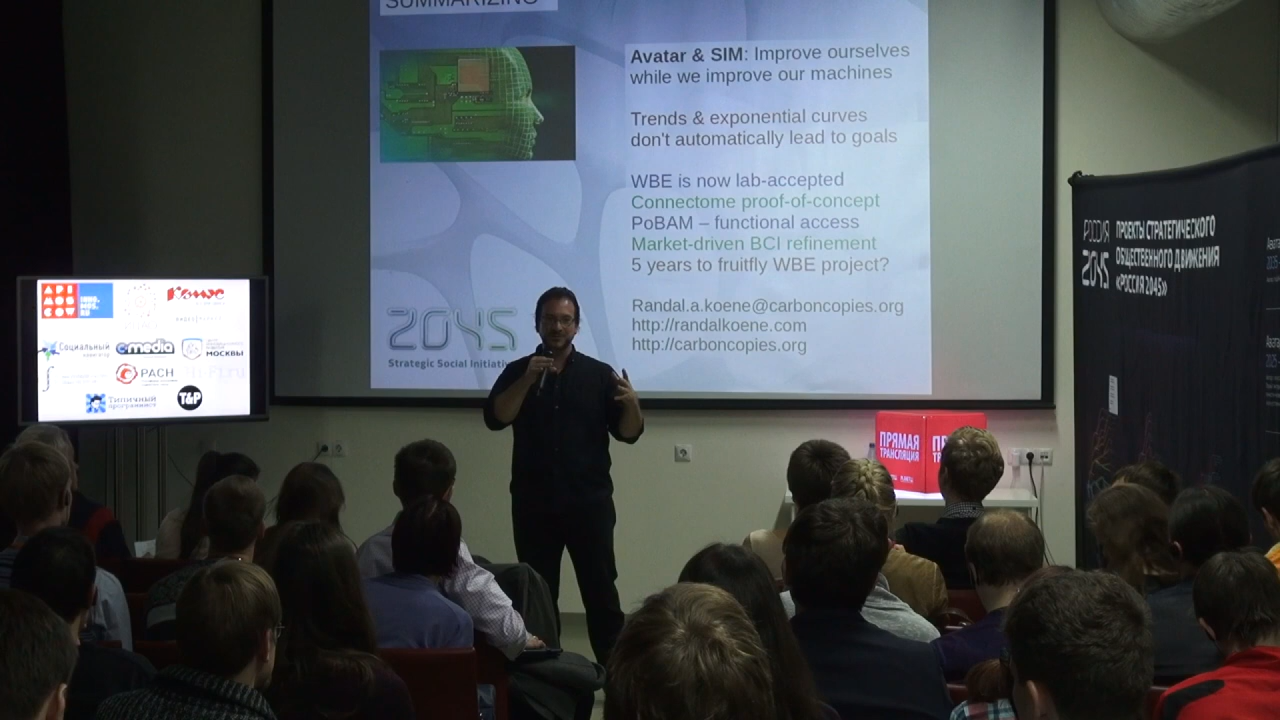 SUMMARIZING
Avatar & SIM: Improve ourselves
while we improve our machines
Trends & exponential curves
don't automatically lead to goals
WBE is now lab-accepted
Connectome proof-of-concept
PoBAM – functional access
Market-driven BCI refinement
5 years to fruitfly WBE project?
Randal.a.koene@carboncopies.org
http://randalkoene.com
http://carboncopies.org
2045
Strategic Social Initiative
Социальный
навигатор
c-media
МОСКВЫ
РАСН
Типичный
программист
T&P
ПРЯМАЯ
ТРАНСЛЯЦИЯ
РОССИЯ
2045
ПРОЕКТЫ СТРАТЕГИЧЕСКОГО
ОБЩЕСТВЕННОГО ДВИЖЕНИЯ
«РОССИЯ 2045»